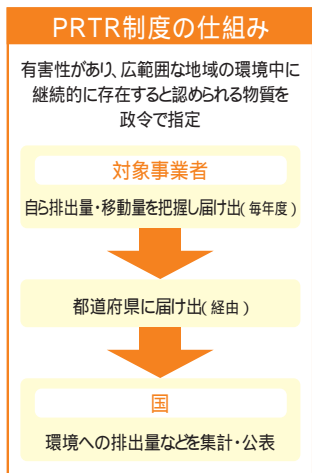 PRTR制度の仕組み
有害性があり、広範囲な地域の環境中に
継続的に存在すると認められる物質を
政令で指定
対象事業者
自ら排出量・移動量を把握し届け出(毎年度)
都道府県に届け出(経由)
国
環境への排出量などを集計・公表